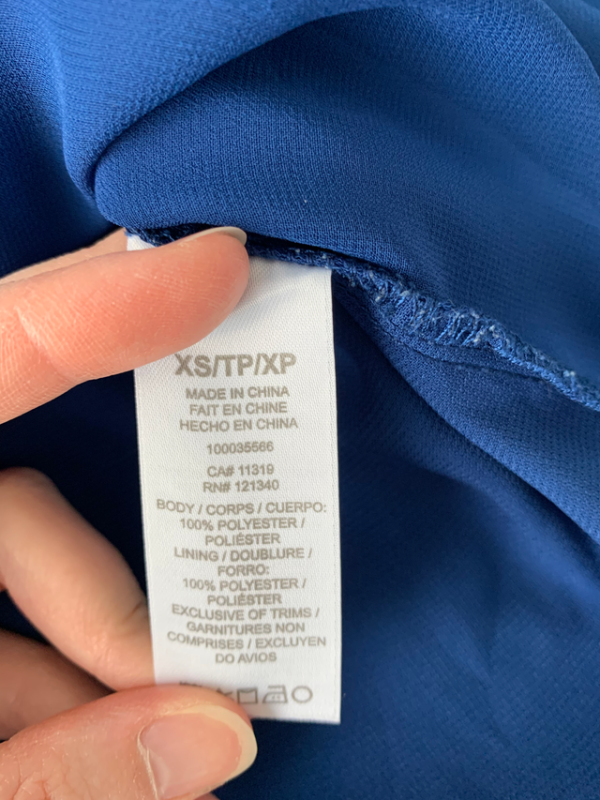 XS/TP/XP
MADE IN CHINA
FAIT EN CHINE
HECHO EN CHINA
100035566
CA# 11319
RN# 121340
BODY / CORPS / CUERPO:
100% POLYESTER /
POLIÉSTER
LINING / DOUBLURE /
FORRO:
100% POLYESTER /
POLIÉSTER
EXCLUSIVE OF TRIMS /
GARNITURES NON
COMPRISES / EXCLUYEN
DO AVIOS